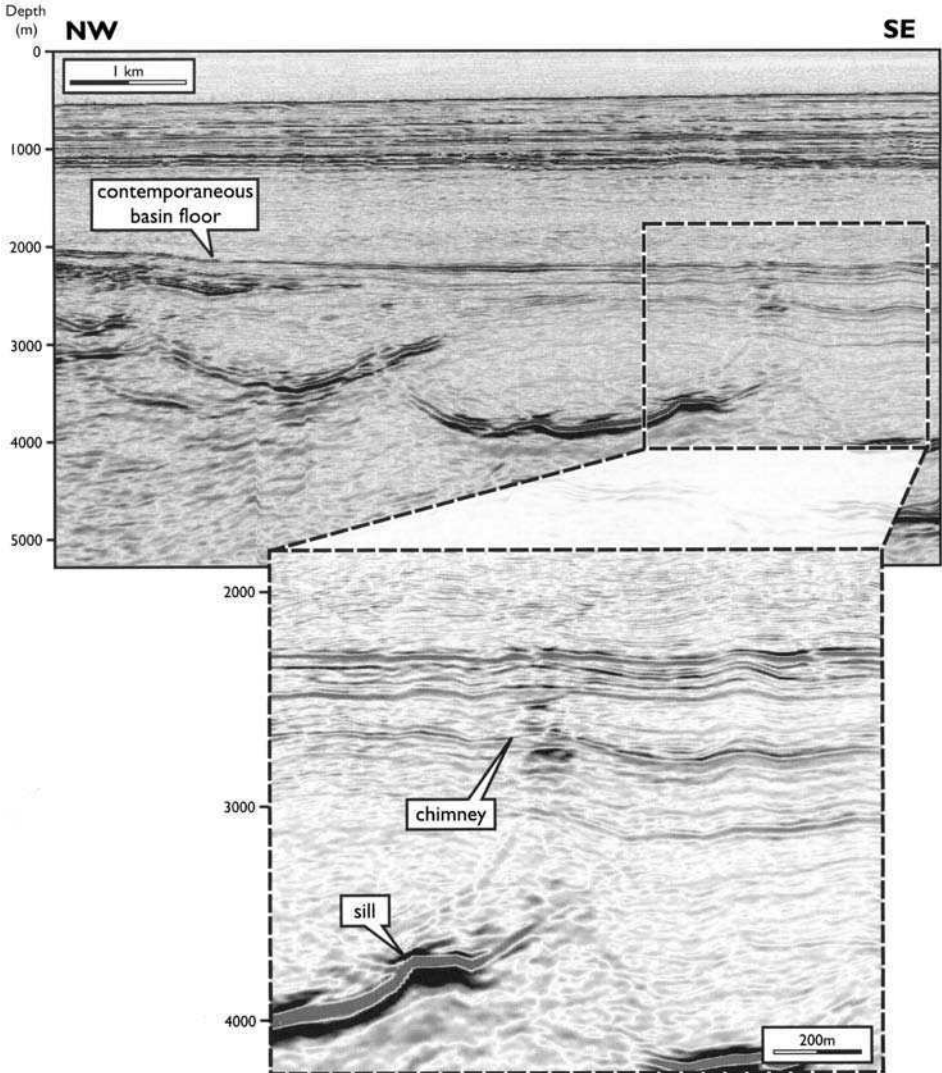 Depth
(m)
NW
SE
0
1 km
1000
contemporaneous
basin floor
2000
3000
4000
5000
2000
chimney
3000
sill
4000
200m